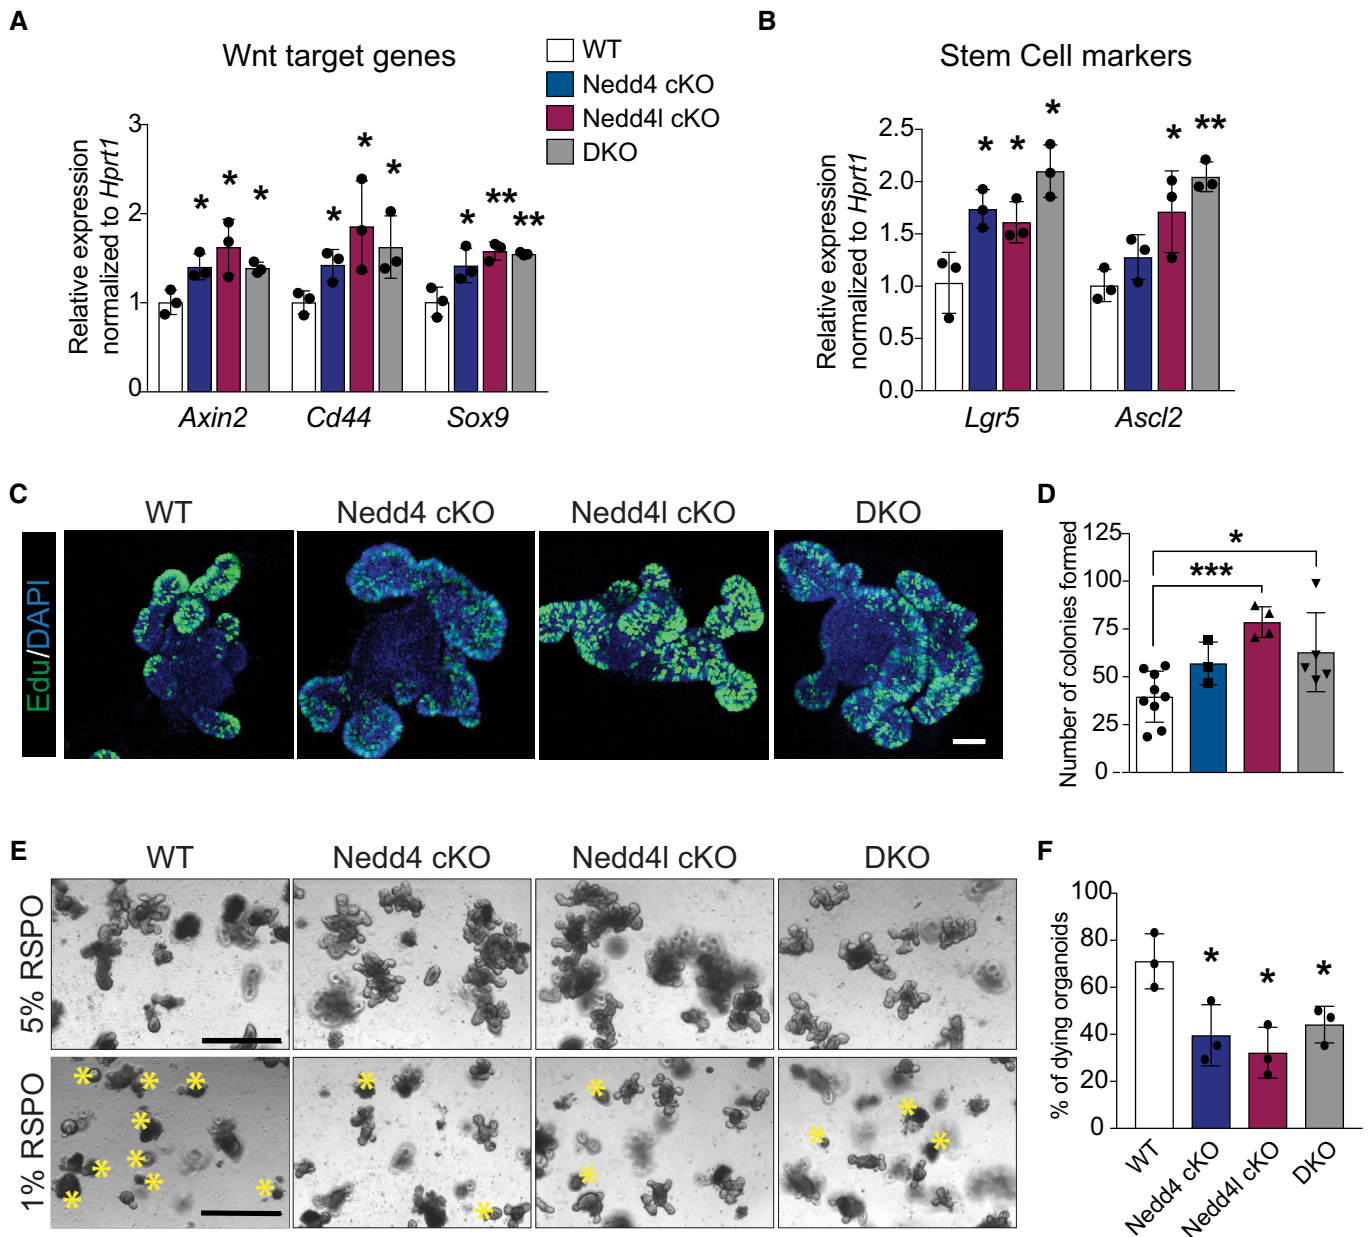 A
Wnt target genes
WT
Nedd4 cKO
Nedd4l cKO
DKO
Relative expression
normalized to Hprt1
3
2
1
0
* * *
* * *
* ** **
Axin2 Cd44 Sox9
B
Stem Cell markers
Relative expression
normalized to Hprt1
2.5
2.0
1.5
1.0
0.5
0.0
* * *
* **
Lgr5 Ascl2
C
WT Nedd4 cKO Nedd4l cKO DKO
Edu/DAPI
D
Number of colonies formed
125
100
75
50
25
0
*
***
E
WT Nedd4 cKO Nedd4l cKO DKO
5% RSPO
1% RSPO
F
% of dying organoids
100
80
60
40
20
0
* * *
WT Nedd4 cKO Nedd4l cKO DKO